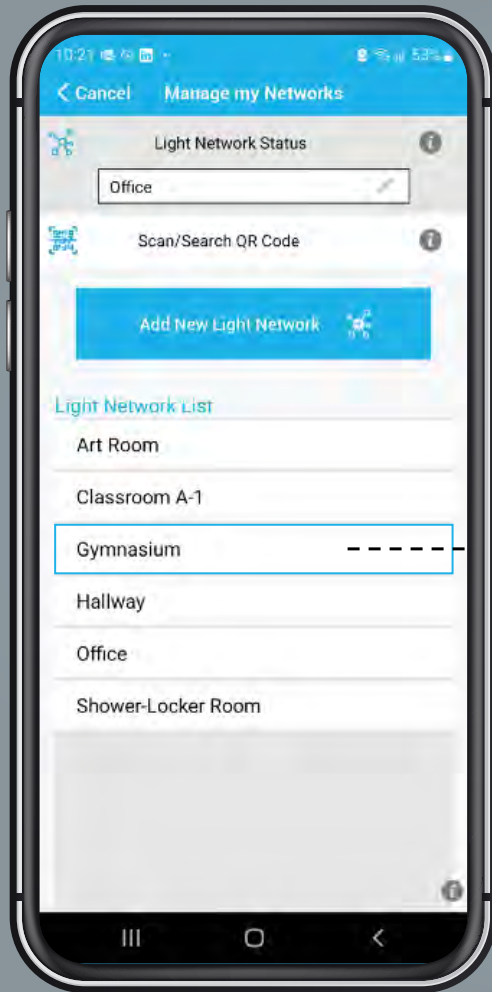 10:21 53%
Cancel Manage my Networks
Light Network Status
Office
Scan/Search QR Code
Add New Light Network
Light Network List
Art Room
Classroom A-1
Gymnasium
Hallway
Office
Shower-Locker Room